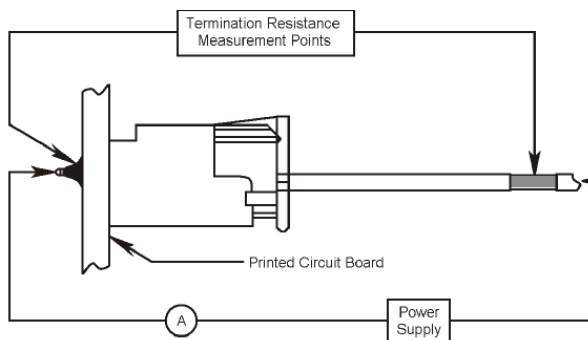 Termination Resistance
Measurement Points
Printed Circuit Board
A
Power
Supply